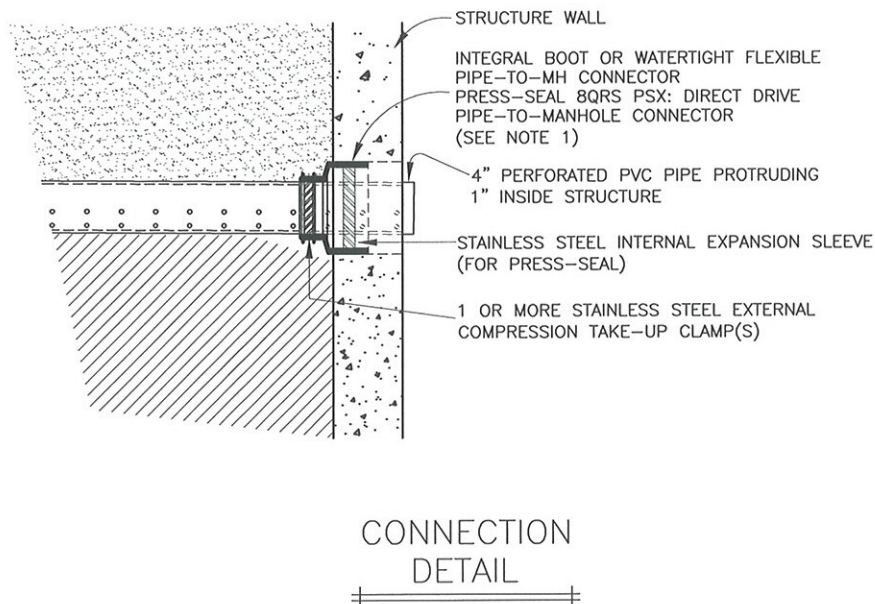 STRUCTURE WALL
INTEGRAL BOOT OR WATERTIGHT FLEXIBLE
PIPE-TO-MH CONNECTOR
PRESS-SEAL 8QRS PSX: DIRECT DRIVE
PIPE-TO-MANHOLE CONNECTOR
(SEE NOTE 1)
4" PERFORATED PVC PIPE PROTRUDING
1" INSIDE STRUCTURE
STAINLESS STEEL INTERNAL EXPANSION SLEEVE
(FOR PRESS-SEAL)
1 OR MORE STAINLESS STEEL EXTERNAL
COMPRESSION TAKE-UP CLAMP(S)
CONNECTION
DETAIL